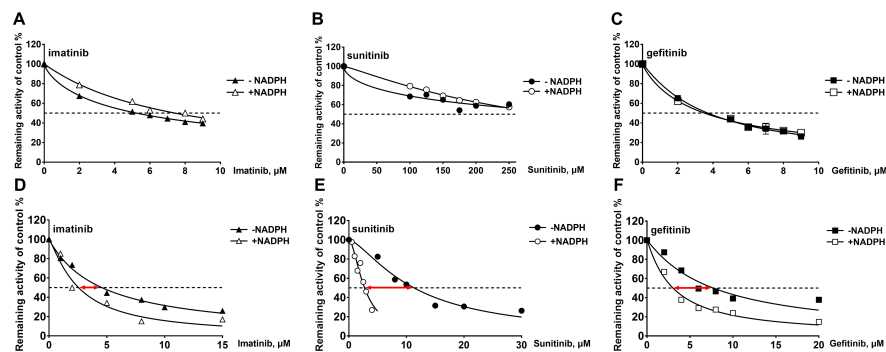 A
imatinib
Remaining activity of control %
120
100
80
60
40
20
0
0 2 4 6 8 10
Imatinib, µM
- NADPH
+NADPH
B
sunitinib
Remaining activity of control %
120
100
80
60
40
20
0
0 50 100 150 200 250
Sunitinib, µM
- NADPH
+NADPH
C
gefitinib
Remaining activity of control %
120
100
80
60
40
20
0
0 2 4 6 8 10
Gefitinib, µM
- NADPH
+NADPH
D
imatinib
Remaining activity of control %
120
100
80
60
40
20
0
0 5 10 15
Imatinib, µM
-NADPH
+NADPH
E
sunitinib
Remaining activity of control %
120
100
80
60
40
20
0
0 10 20 30
Sunitinib, µM
-NADPH
+NADPH
F
gefitinib
Remaining activity of control %
120
100
80
60
40
20
0
0 5 10 15 20
Gefitinib, µM
-NADPH
+NADPH